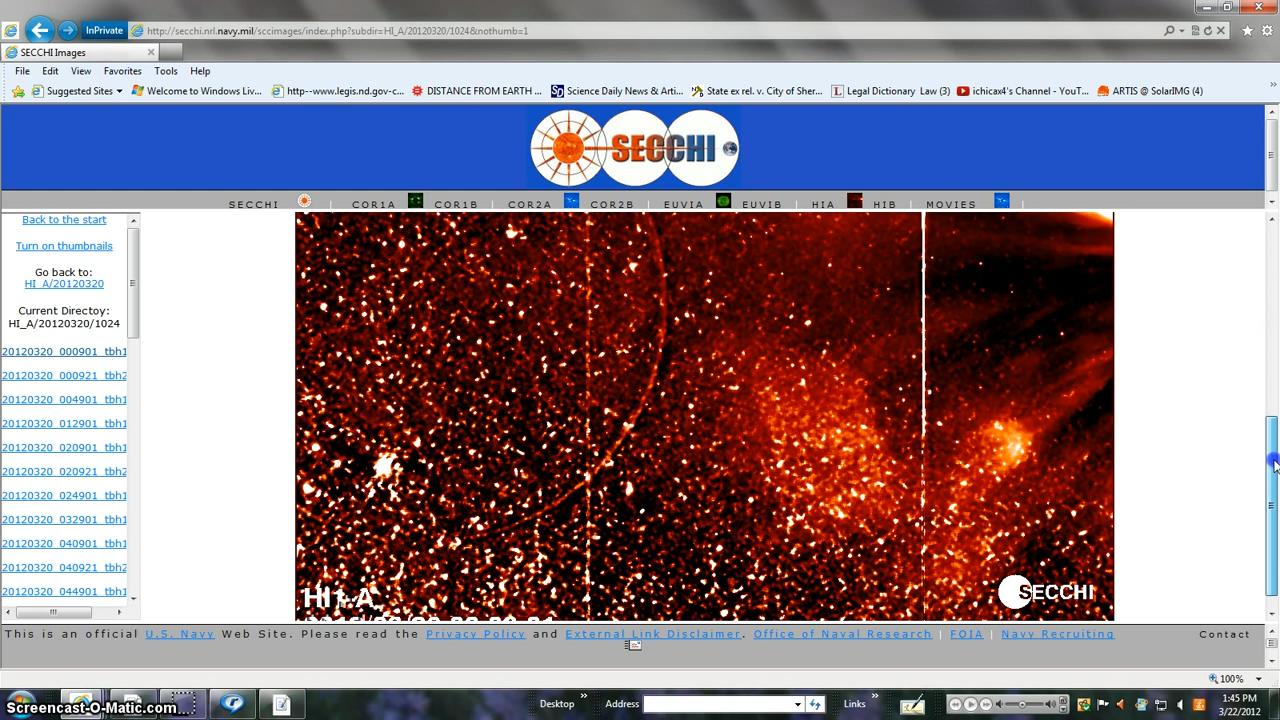 InPrivate
http://secchi.nrl.navy.mil/sccimages/index.php?subdir=HI_A/20120320/1024&nothumb=1
SECCHI Images
File Edit View Favorites Tools Help
Suggested Sites Welcome to Windows Liv... http--www.legis.nd.gov-c... DISTANCE FROM EARTH ... Science Daily News & Arti... State ex rel. v. City of Sher... Legal Dictionary Law (3) ichicax4's Channel - YouT... ARTIS @ SolarIMG (4)
SECCHI
SECCHI | COR1A COR1B | COR2A COR2B | EUVIA EUVIB | HIA HIB | MOVIES |
Back to the start
Turn on thumbnails
Go back to:
HI_A/20120320
Current Directoy:
HI_A/20120320/1024
20120320_000901_tbh1
20120320_000921_tbh2
20120320_004901_tbh1
20120320_012901_tbh1
20120320_020901_tbh1
20120320_020921_tbh2
20120320_024901_tbh1
20120320_032901_tbh1
20120320_040901_tbh1
20120320_040921_tbh2
20120320_044901_tbh1
HI1-A
SECCHI
This is an official U.S. Navy Web Site. Please read the Privacy Policy and External Link Disclaimer. Office of Naval Research | FOIA | Navy Recruiting
Contact
100%
Desktop Address Links
1:45 PM
3/22/2012
Screencast-O-Matic.com